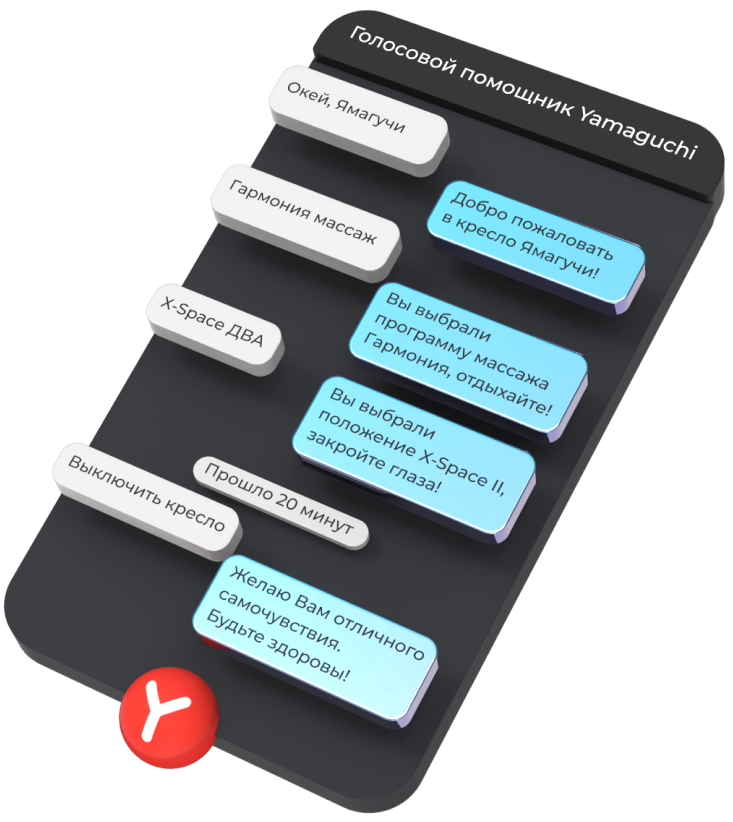 Голосовой помощник Yamaguchi
Окей, Ямагучи
Добро пожаловать
в кресло Ямагучи!
Гармония массаж
Вы выбрали
программу массажа
Гармония, отдыхайте!
X-Space ДВА
Вы выбрали
положение X-Space II,
закройте глаза!
Прошло 20 минут
Выключить кресло
Желаю Вам отличного
самочувствия.
Будьте здоровы!